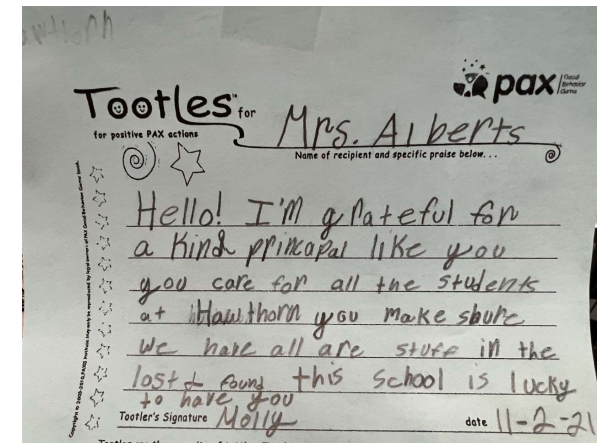 Tootles™ for
pax Good Behavior Game
for positive PAX actions
Mrs. Alberts
Name of recipient and specific praise below...
Hello! I'm grateful for
a kind princapal like you
you care for all the students
at Hawthorn you make shure
we have all are stuff in the
lost & found this school is lucky
to have you
Tootler's Signature Molly date 11-2-21